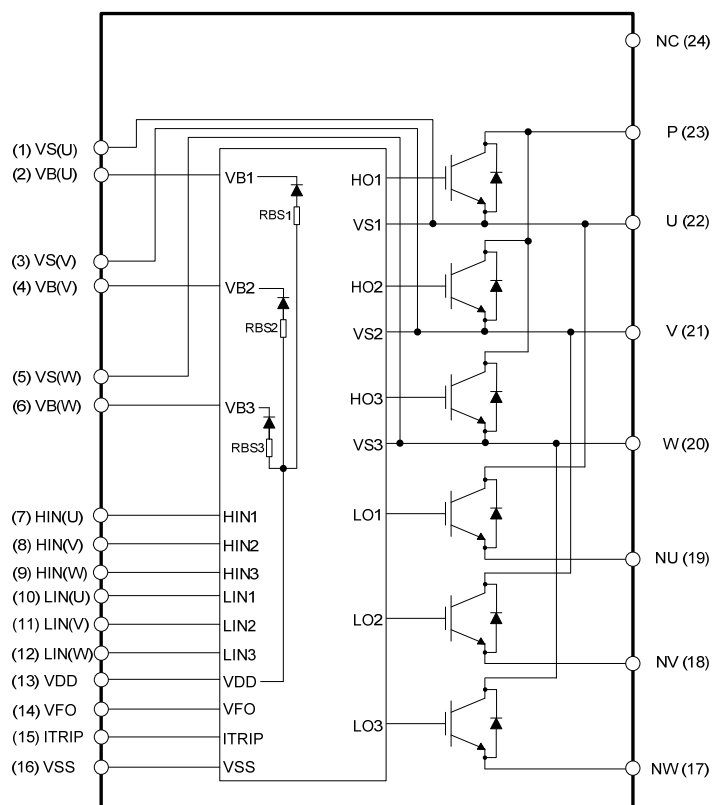 NC (24)
(1) VS(U)
(2) VB(U)
(3) VS(V)
(4) VB(V)
(5) VS(W)
(6) VB(W)
(7) HIN(U)
(8) HIN(V)
(9) HIN(W)
(10) LIN(U)
(11) LIN(V)
(12) LIN(W)
(13) VDD
(14) VFO
(15) ITRIP
(16) VSS
VB1
RBS1
VB2
RBS2
VB3
RBS3
HIN1
HIN2
HIN3
LIN1
LIN2
LIN3
VDD
VFO
ITRIP
VSS
HO1
VS1
HO2
VS2
HO3
VS3
LO1
LO2
LO3
P (23)
U (22)
V (21)
W (20)
NU (19)
NV (18)
NW (17)